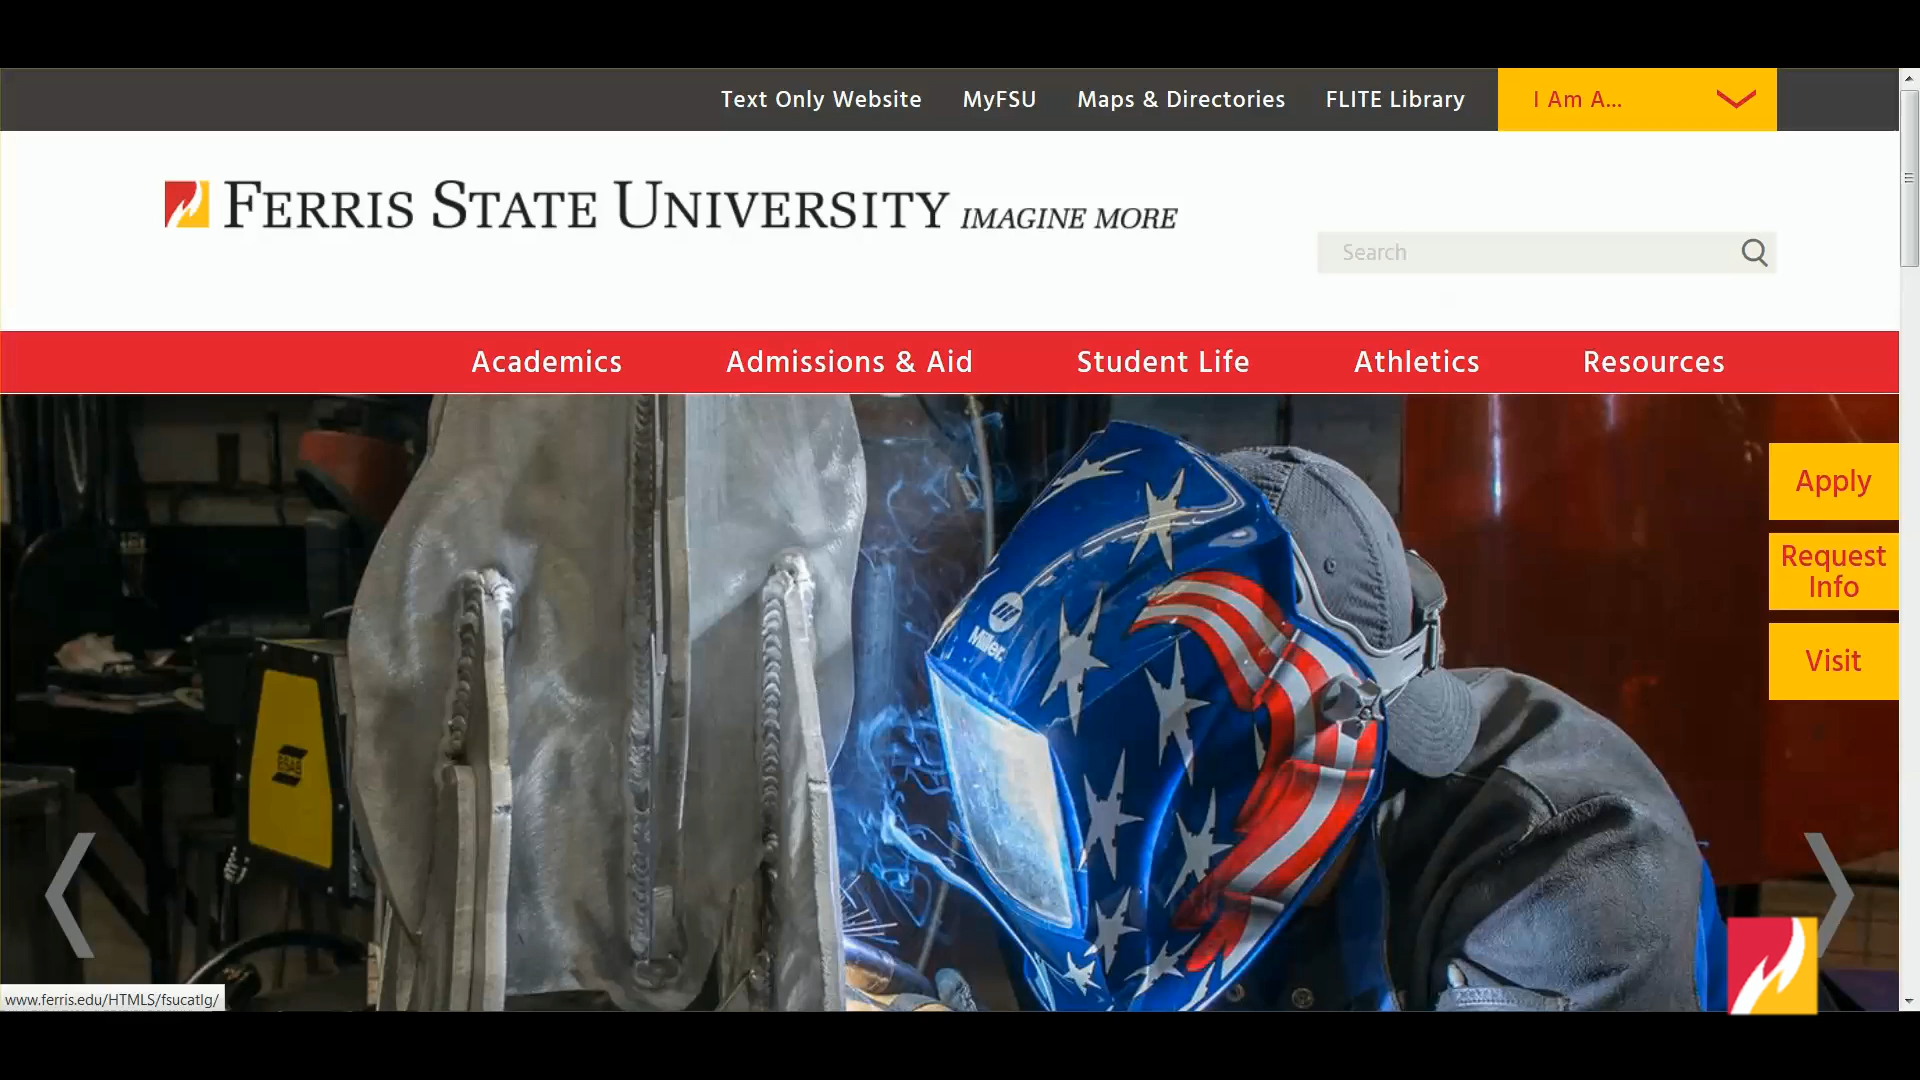 Text Only Website
MyFSU
Maps & Directories
FLITE Library
I Am A...
FERRIS STATE UNIVERSITY IMAGINE MORE
Search
Academics
Admissions & Aid
Student Life
Athletics
Resources
Apply
Request
Info
Visit
Miller
www.ferris.edu/HTMLS/fsucatlg/